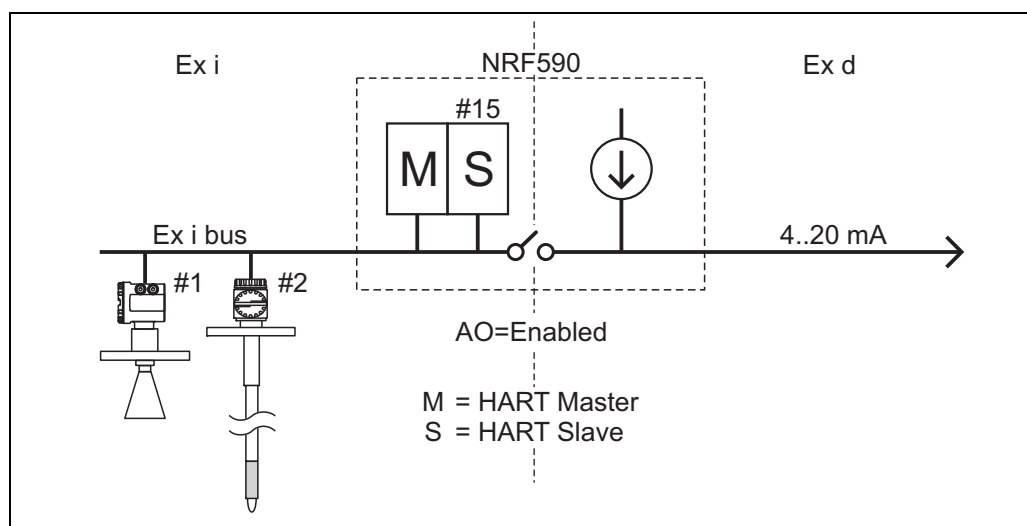 Ex i
NRF590
Ex d
#15
M
S
Ex i bus
4..20 mA
#1
#2
AO=Enabled
M = HART Master
S = HART Slave